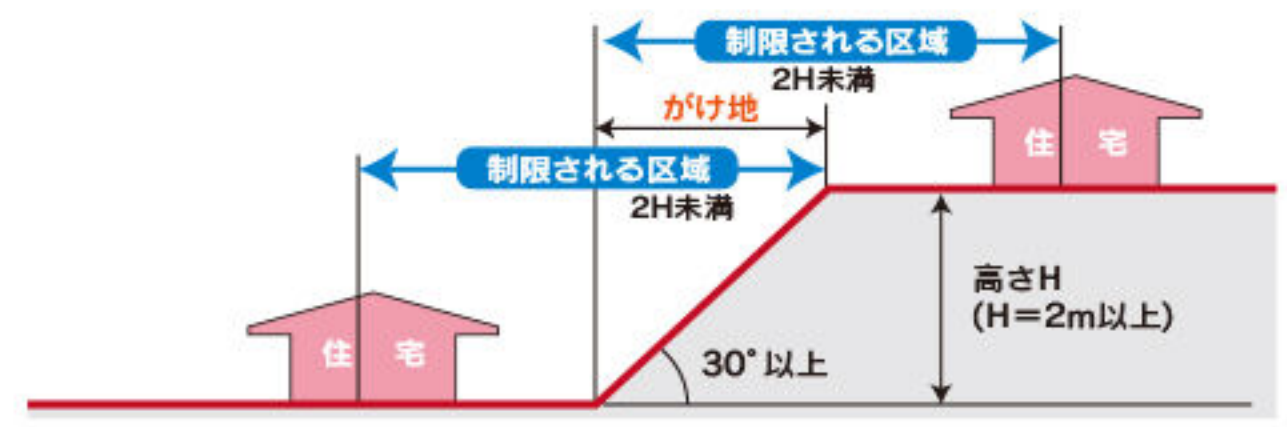 制限される区域
2H未満
がけ地
制限される区域
2H未満
住宅
高さH
(H=2m以上)
30°以上
住宅